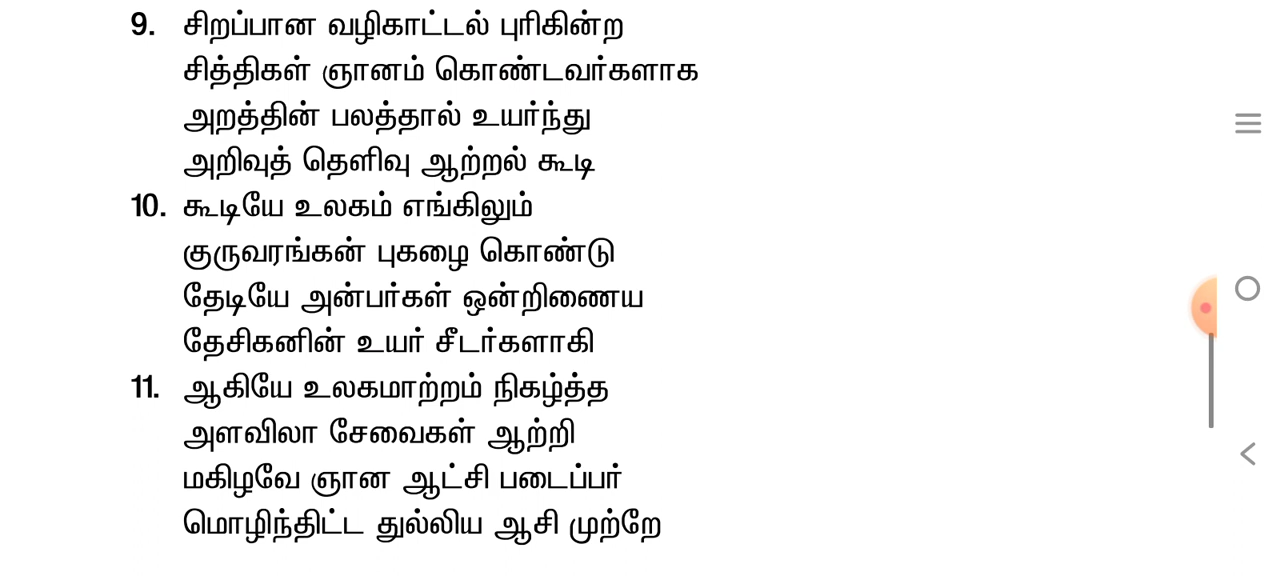 9. சிறப்பான வழிகாட்டல் புரிகின்ற
சித்திகள் ஞானம் கொண்டவர்களாக
அறத்தின் பலத்தால் உயர்ந்து
அறிவுத் தெளிவு ஆற்றல் கூடி
10. கூடியே உலகம் எங்கிலும்
குருவரங்கன் புகழை கொண்டு
தேடியே அன்பர்கள் ஒன்றிணைய
தேசிகனின் உயர் சீடர்களாகி
11. ஆகியே உலகமாற்றம் நிகழ்த்த
அளவிலா சேவைகள் ஆற்றி
மகிழவே ஞான ஆட்சி படைப்பர்
மொழிந்திட்ட துல்லிய ஆசி முற்றே